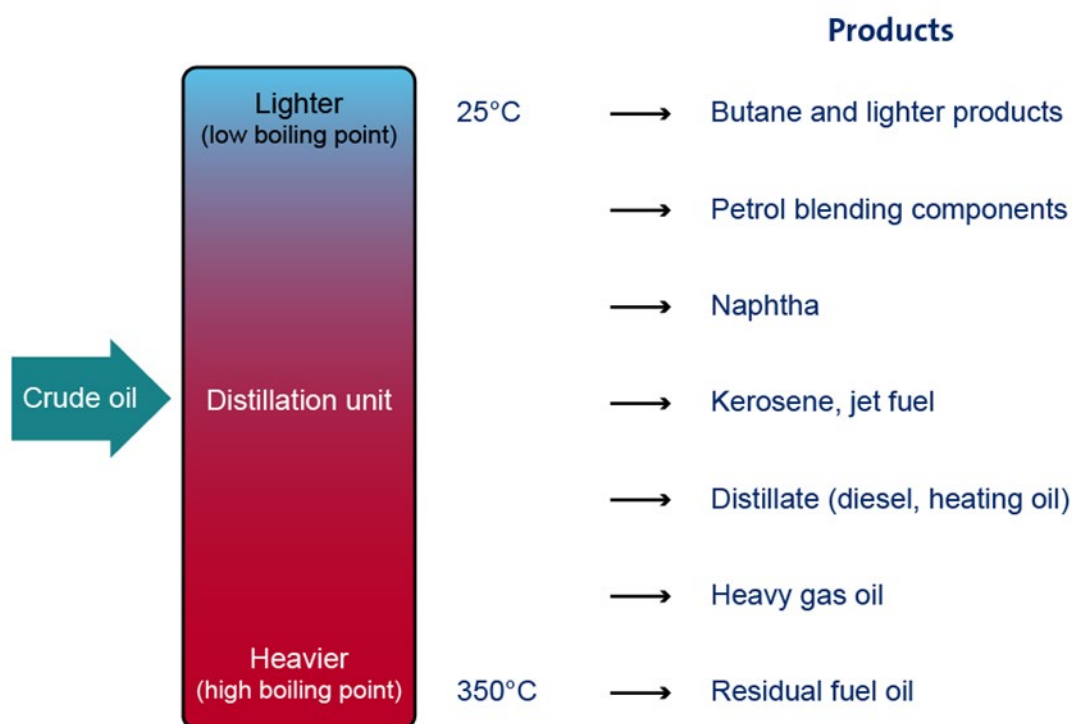 Products
Lighter
(low boiling point)
25°C
Butane and lighter products
Petrol blending components
Naphtha
Crude oil
Distillation unit
Kerosene, jet fuel
Distillate (diesel, heating oil)
Heavy gas oil
Heavier
(high boiling point)
350°C
Residual fuel oil